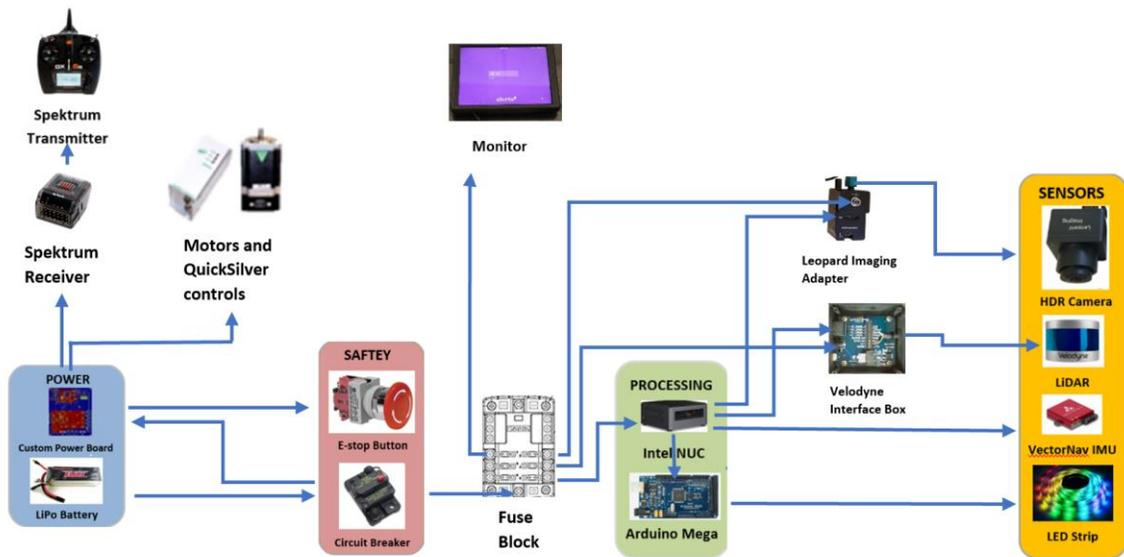 Spektrum
Transmitter
Monitor
Spektrum
Receiver
Motors and
QuickSilver
controls
Leopard Imaging
Adapter
SENSORS
HDR Camera
Velodyne
LiDAR
VectorNav IMU
LED Strip
Velodyne
Interface Box
POWER
Custom Power Board
LiPo Battery
SAFTEY
E-stop Button
Circuit Breaker
Fuse
Block
PROCESSING
Intel NUC
Arduino Mega